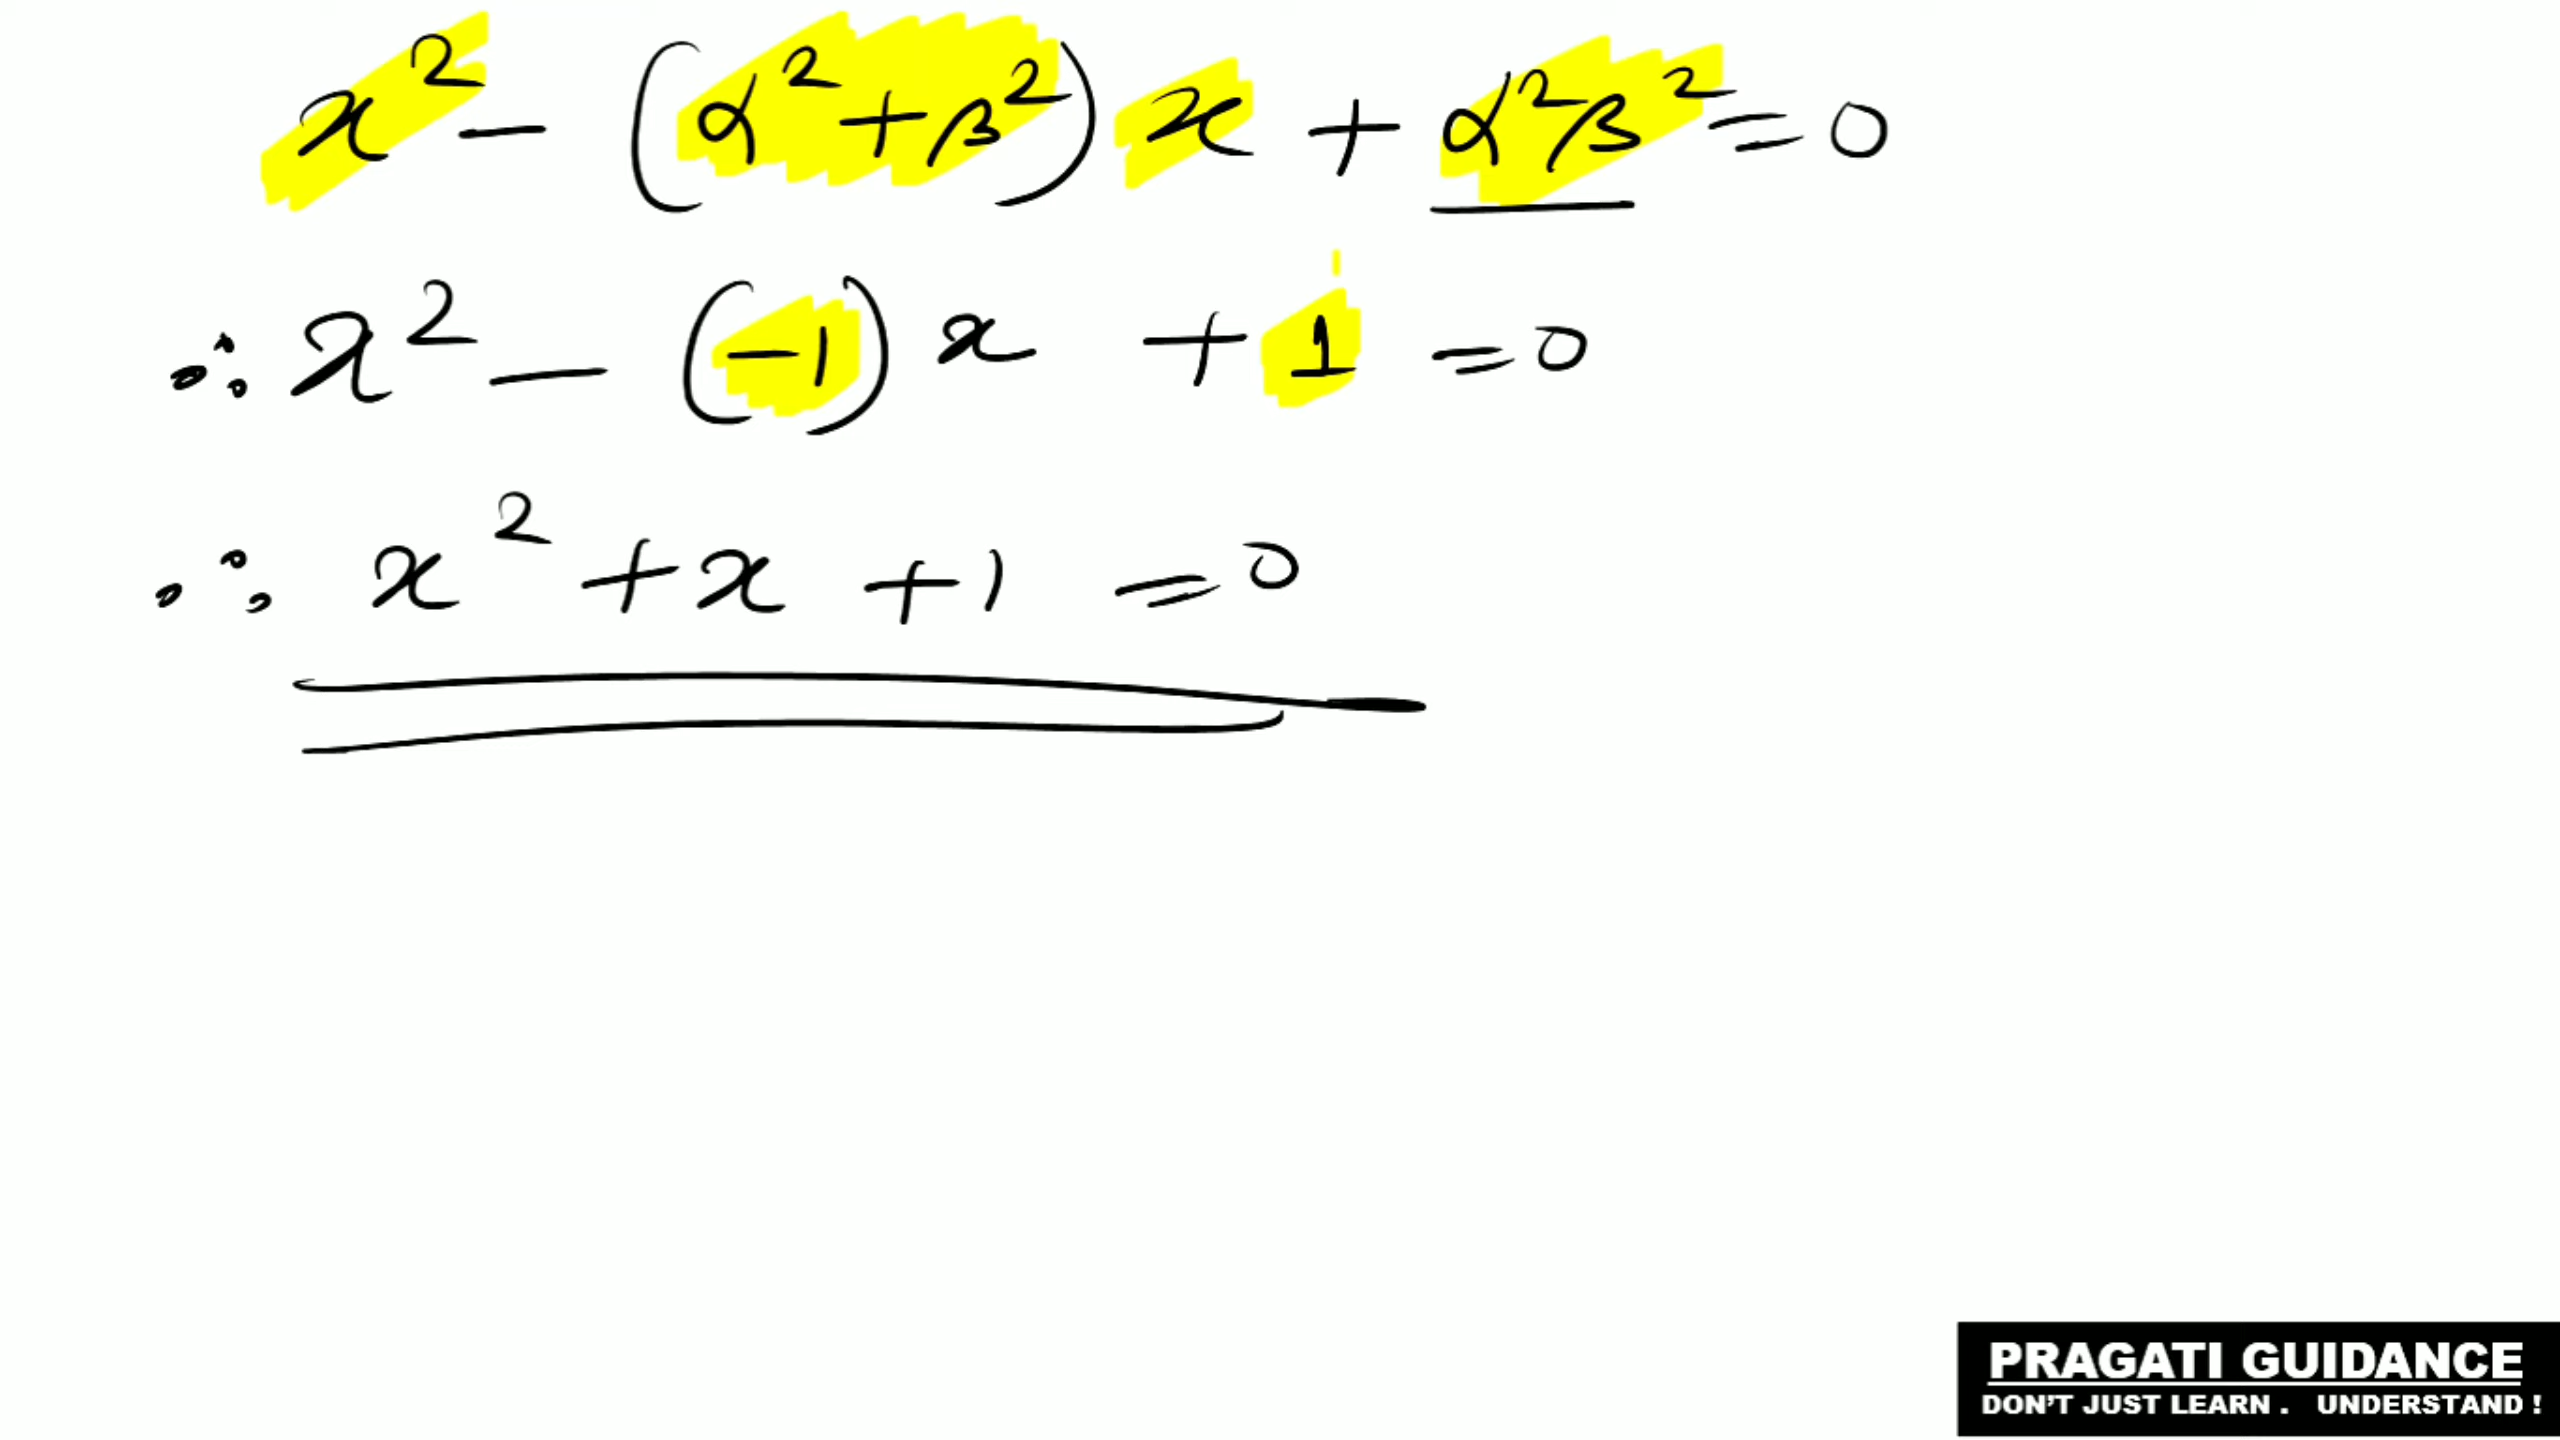 x² - (α² + β²) x + α²β² = 0
∴ x² - (-1) x + 1 = 0
∴ x² + x + 1 = 0
PRAGATI GUIDANCE
DON'T JUST LEARN . UNDERSTAND !